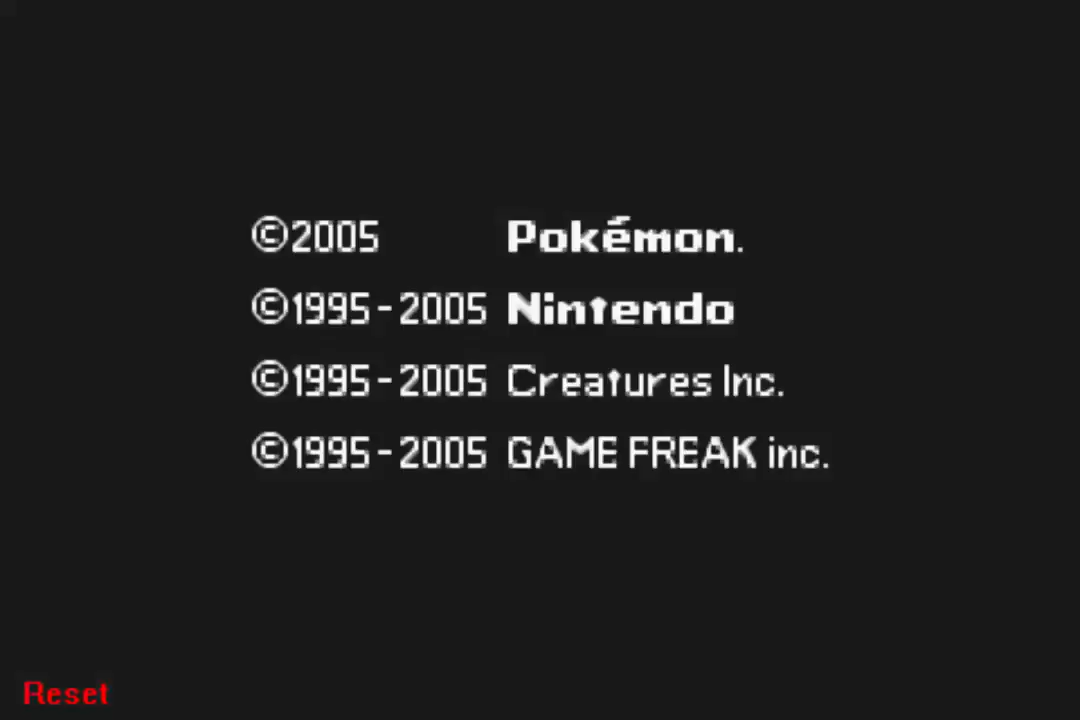 ©2005 Pokémon.
©1995-2005 Nintendo
©1995-2005 Creatures Inc.
©1995-2005 GAME FREAK inc.
Reset